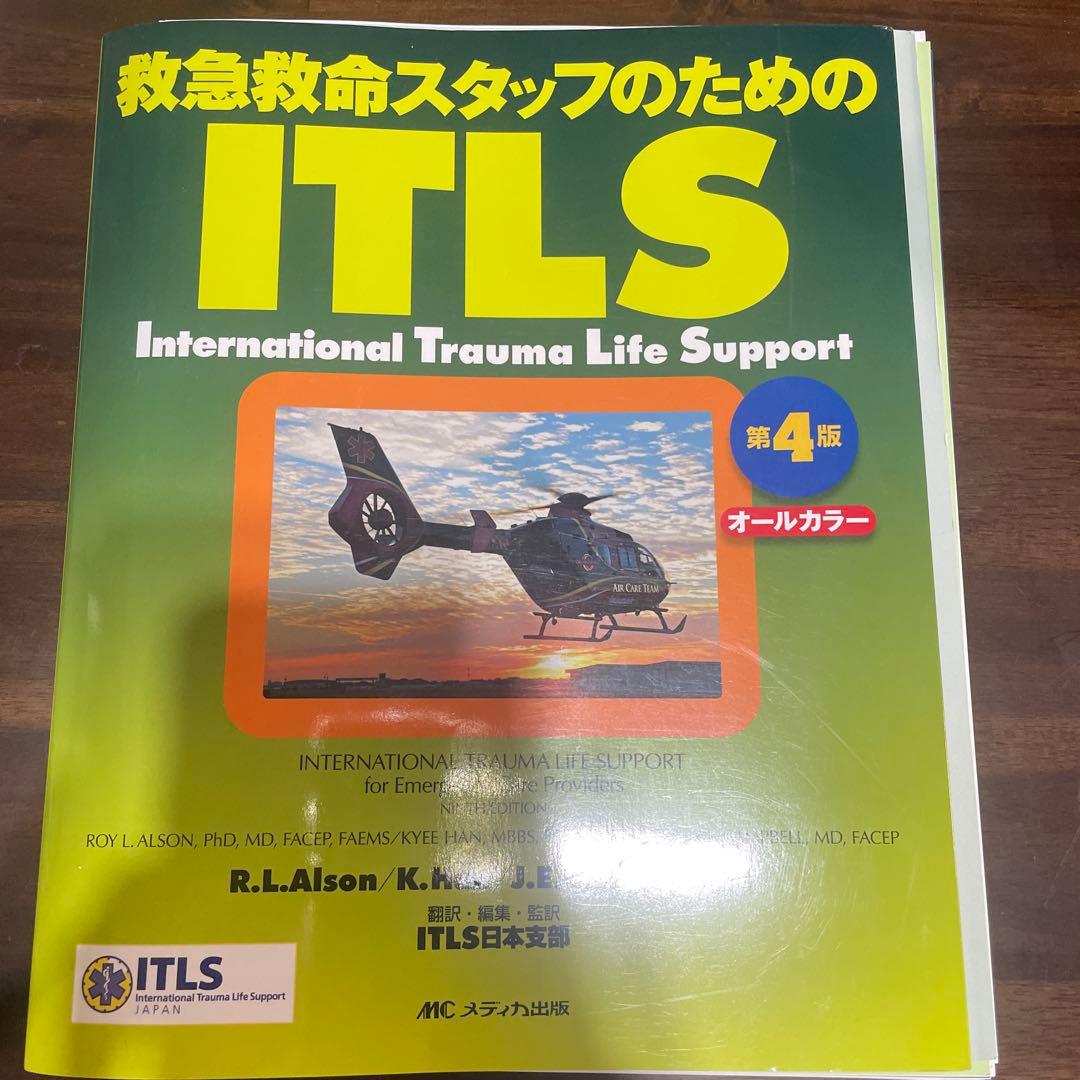 救急救命スタッフのための
ITLS
International Trauma Life Support
第4版
オールカラー
AIR CARE TEAM
INTERNATIONAL TRAUMA LIFE SUPPORT
for Providers
NINTH EDITION
ROY L. ALSON, PhD, MD, FACEP, FAEMS/KYEE HAN, MBBS, MD, FACEP
R.L.Alson/K. J.E.
翻訳・編集・監訳
ITLS日本支部
ITLS
International Trauma Life Support
JAPAN
MC メディカ出版